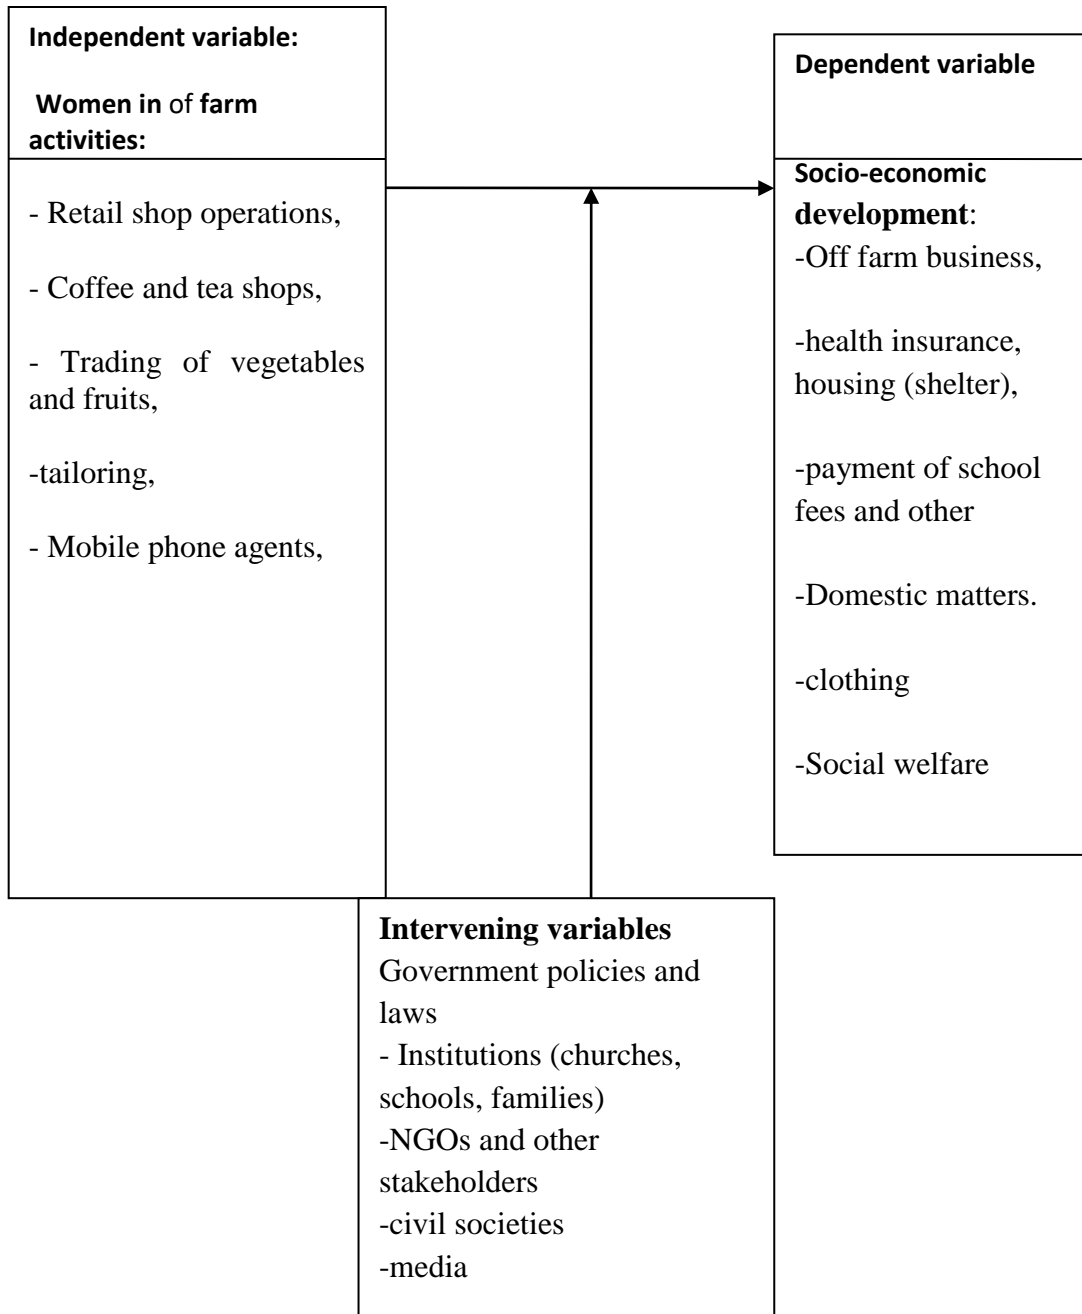 Independent variable:
Women in of farm
activities:
- Retail shop operations,
- Coffee and tea shops,
- Trading of vegetables
and fruits,
-tailoring,
- Mobile phone agents,
Dependent variable
Socio-economic
development:
-Off farm business,
-health insurance,
housing (shelter),
-payment of school
fees and other
-Domestic matters.
-clothing
-Social welfare
Intervening variables
Government policies and
laws
- Institutions (churches,
schools, families)
-NGOs and other
stakeholders
-civil societies
-media